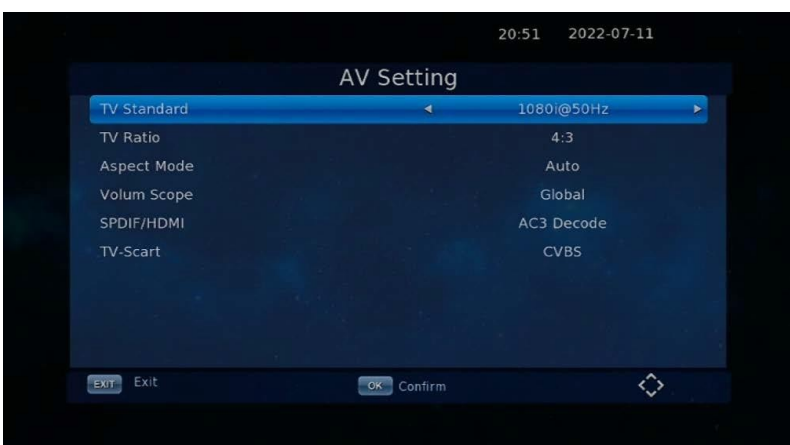 20:51 2022-07-11
AV Setting
TV Standard 1080i@50Hz
TV Ratio 4:3
Aspect Mode Auto
Volum Scope Global
SPDIF/HDMI AC3 Decode
TV-Scart CVBS
EXIT Exit OK Confirm